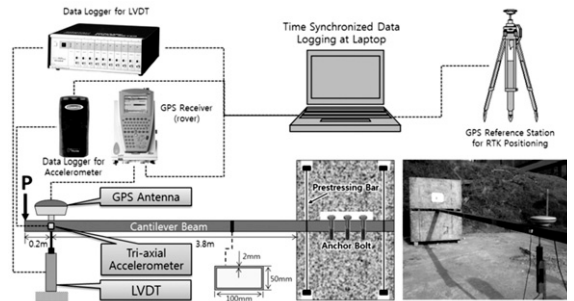 Data Logger for LVDT
Time Synchronized Data
Logging at Laptop
GPS Receiver
(rover)
Data Logger for
Accelerometer
GPS Reference Station
for RTK Positioning
P
GPS Antenna
Prestressing Bar
Cantilever Beam
0.2m
3.8m
Anchor Bolt
Tri-axial
Accelerometer
2mm
50mm
LVDT
100mm